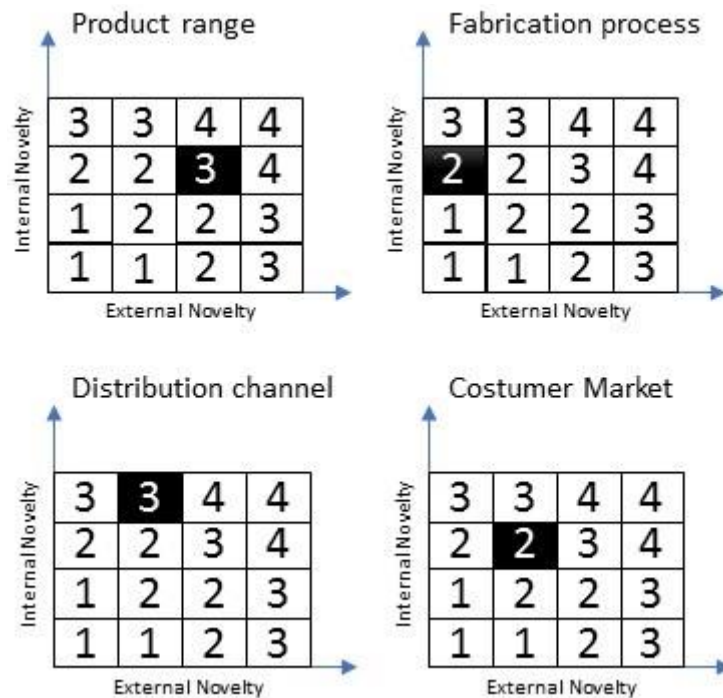 Product range
Internal Novelty
3 3 4 4
2 2 3 4
1 2 2 3
1 1 2 3
External Novelty
Fabrication process
Internal Novelty
3 3 4 4
2 2 3 4
1 2 2 3
1 1 2 3
External Novelty
Distribution channel
Internal Novelty
3 3 4 4
2 2 3 4
1 2 2 3
1 1 2 3
External Novelty
Costumer Market
Internal Novelty
3 3 4 4
2 2 3 4
1 2 2 3
1 1 2 3
External Novelty